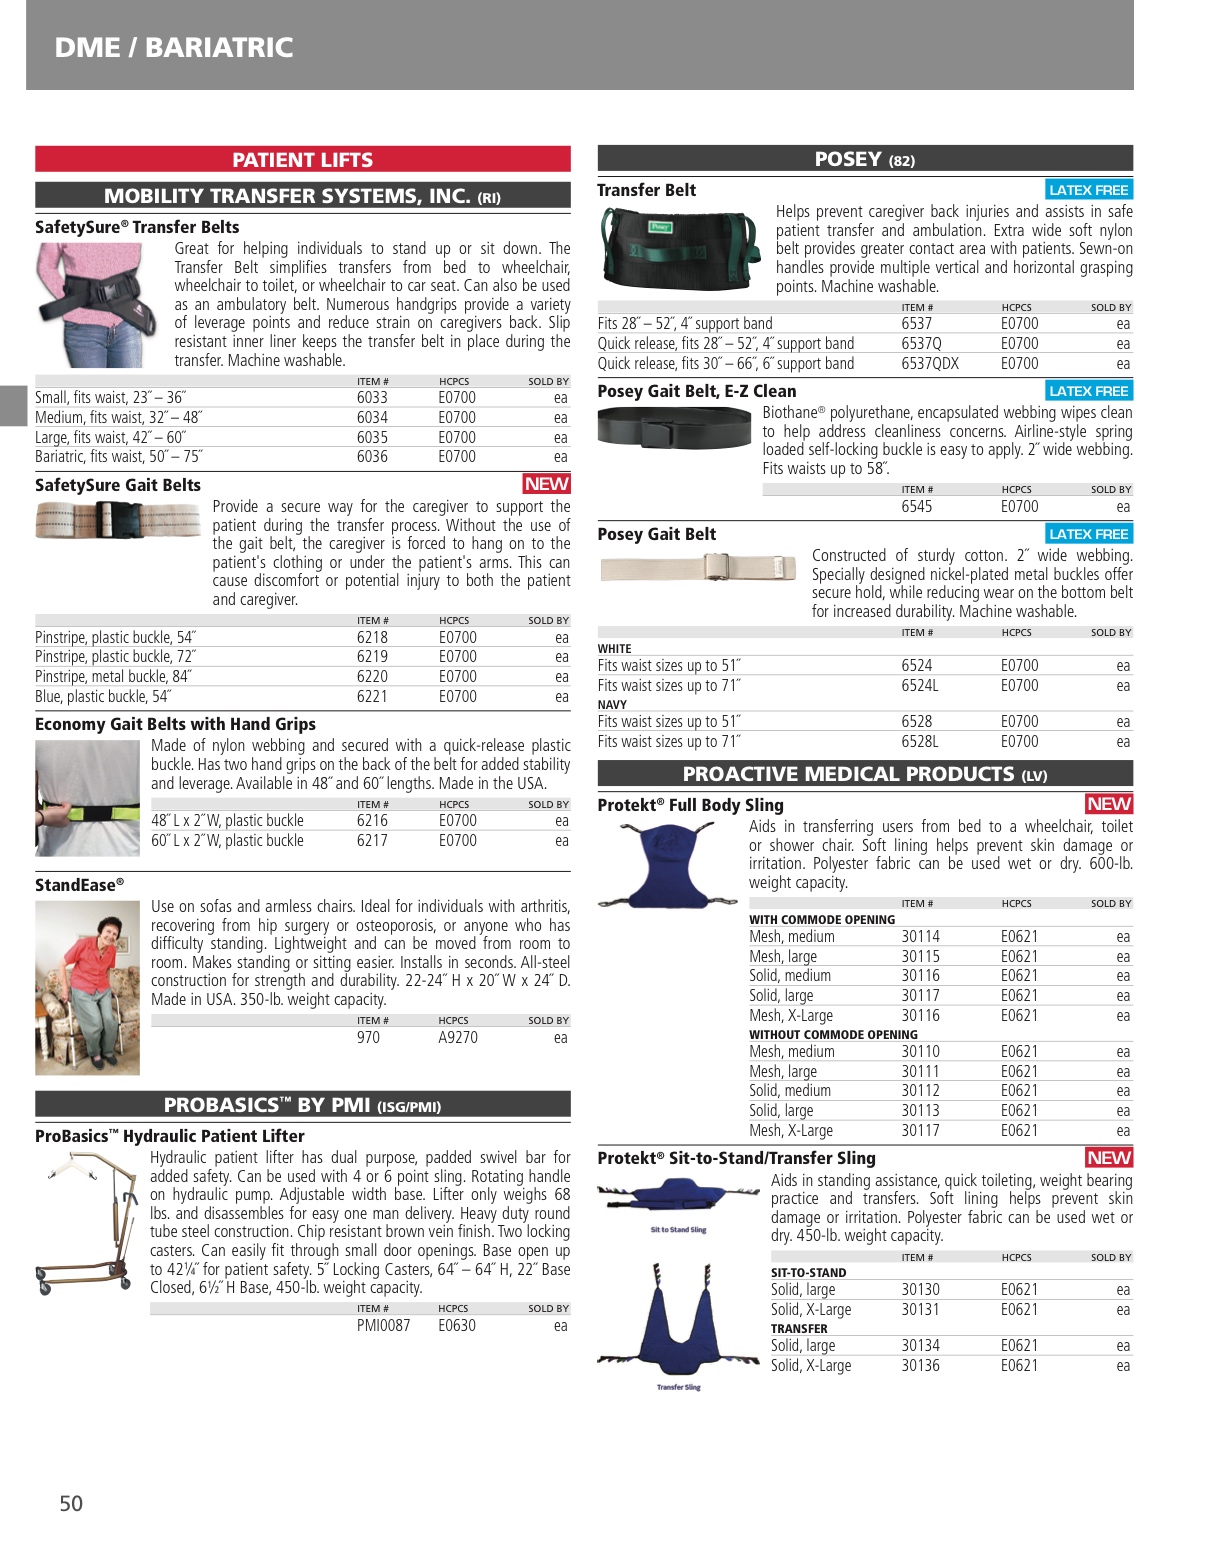 DME / BARIATRIC
PATIENT LIFTS
MOBILITY TRANSFER SYSTEMS, INC. (RI)
SafetySure® Transfer Belts
Great for helping individuals to stand up or sit down. The
Transfer Belt simplifies transfers from bed to wheelchair,
wheelchair to toilet, or wheelchair to car seat. Can also be used
as an ambulatory belt. Numerous handgrips provide a variety
of leverage points and reduce strain on caregivers back. Slip
resistant inner liner keeps the transfer belt in place during the
transfer. Machine washable.
ITEM # HCPCS SOLD BY
Small, fits waist, 23˝ – 36˝ 6033 E0700 ea
Medium, fits waist, 32˝ – 48˝ 6034 E0700 ea
Large, fits waist, 42˝ – 60˝ 6035 E0700 ea
Bariatric, fits waist, 50˝ – 75˝ 6036 E0700 ea
SafetySure Gait Belts NEW
Provide a secure way for the caregiver to support the
patient during the transfer process. Without the use of
the gait belt, the caregiver is forced to hang on to the
patient's clothing or under the patient's arms. This can
cause discomfort or potential injury to both the patient
and caregiver.
ITEM # HCPCS SOLD BY
Pinstripe, plastic buckle, 54˝ 6218 E0700 ea
Pinstripe, plastic buckle, 72˝ 6219 E0700 ea
Pinstripe, metal buckle, 84˝ 6220 E0700 ea
Blue, plastic buckle, 54˝ 6221 E0700 ea
Economy Gait Belts with Hand Grips
Made of nylon webbing and secured with a quick-release plastic
buckle. Has two hand grips on the back of the belt for added stability
and leverage. Available in 48˝ and 60˝ lengths. Made in the USA.
ITEM # HCPCS SOLD BY
48˝ L x 2˝ W, plastic buckle 6216 E0700 ea
60˝ L x 2˝ W, plastic buckle 6217 E0700 ea
StandEase®
Use on sofas and armless chairs. Ideal for individuals with arthritis,
recovering from hip surgery or osteoporosis, or anyone who has
difficulty standing. Lightweight and can be moved from room to
room. Makes standing or sitting easier. Installs in seconds. All-steel
construction for strength and durability. 22-24˝ H x 20˝ W x 24˝ D.
Made in USA. 350-lb. weight capacity.
ITEM # HCPCS SOLD BY
970 A9270 ea
PROBASICS™ BY PMI (ISG/PMI)
ProBasics™ Hydraulic Patient Lifter
Hydraulic patient lifter has dual purpose, padded swivel bar for
added safety. Can be used with 4 or 6 point sling. Rotating handle
on hydraulic pump. Adjustable width base. Lifter only weighs 68
lbs. and disassembles for easy one man delivery. Heavy duty round
tube steel construction. Chip resistant brown vein finish. Two locking
casters. Can easily fit through small door openings. Base open up
to 42¼˝ for patient safety. 5˝ Locking Casters, 64˝ – 64˝ H, 22˝ Base
Closed, 6½˝ H Base, 450-lb. weight capacity.
ITEM # HCPCS SOLD BY
PMI0087 E0630 ea
POSEY (82)
Transfer Belt LATEX FREE
Posey
Helps prevent caregiver back injuries and assists in safe
patient transfer and ambulation. Extra wide soft nylon
belt provides greater contact area with patients. Sewn-on
handles provide multiple vertical and horizontal grasping
points. Machine washable.
ITEM # HCPCS SOLD BY
Fits 28˝ – 52˝, 4˝ support band 6537 E0700 ea
Quick release, fits 28˝ – 52˝, 4˝ support band 6537Q E0700 ea
Quick release, fits 30˝ – 66˝, 6˝ support band 6537QDX E0700 ea
Posey Gait Belt, E-Z Clean LATEX FREE
Biothane® polyurethane, encapsulated webbing wipes clean
to help address cleanliness concerns. Airline-style spring
loaded self-locking buckle is easy to apply. 2˝ wide webbing.
Fits waists up to 58˝.
ITEM # HCPCS SOLD BY
6545 E0700 ea
Posey Gait Belt LATEX FREE
Constructed of sturdy cotton. 2˝ wide webbing.
Specially designed nickel-plated metal buckles offer
secure hold, while reducing wear on the bottom belt
for increased durability. Machine washable.
ITEM # HCPCS SOLD BY
WHITE
Fits waist sizes up to 51˝ 6524 E0700 ea
Fits waist sizes up to 71˝ 6524L E0700 ea
NAVY
Fits waist sizes up to 51˝ 6528 E0700 ea
Fits waist sizes up to 71˝ 6528L E0700 ea
PROACTIVE MEDICAL PRODUCTS (LV)
Protekt® Full Body Sling NEW
Aids in transferring users from bed to a wheelchair, toilet
or shower chair. Soft lining helps prevent skin damage or
irritation. Polyester fabric can be used wet or dry. 600-lb.
weight capacity.
ITEM # HCPCS SOLD BY
WITH COMMODE OPENING
Mesh, medium 30114 E0621 ea
Mesh, large 30115 E0621 ea
Solid, medium 30116 E0621 ea
Solid, large 30117 E0621 ea
Mesh, X-Large 30116 E0621 ea
WITHOUT COMMODE OPENING
Mesh, medium 30110 E0621 ea
Mesh, large 30111 E0621 ea
Solid, medium 30112 E0621 ea
Solid, large 30113 E0621 ea
Mesh, X-Large 30117 E0621 ea
Protekt® Sit-to-Stand/Transfer Sling NEW
Aids in standing assistance, quick toileting, weight bearing
practice and transfers. Soft lining helps prevent skin
damage or irritation. Polyester fabric can be used wet or
dry. 450-lb. weight capacity.
Sit to Stand Sling
ITEM # HCPCS SOLD BY
SIT-TO-STAND
Solid, large 30130 E0621 ea
Solid, X-Large 30131 E0621 ea
TRANSFER
Solid, large 30134 E0621 ea
Solid, X-Large 30136 E0621 ea
Transfer Sling
50